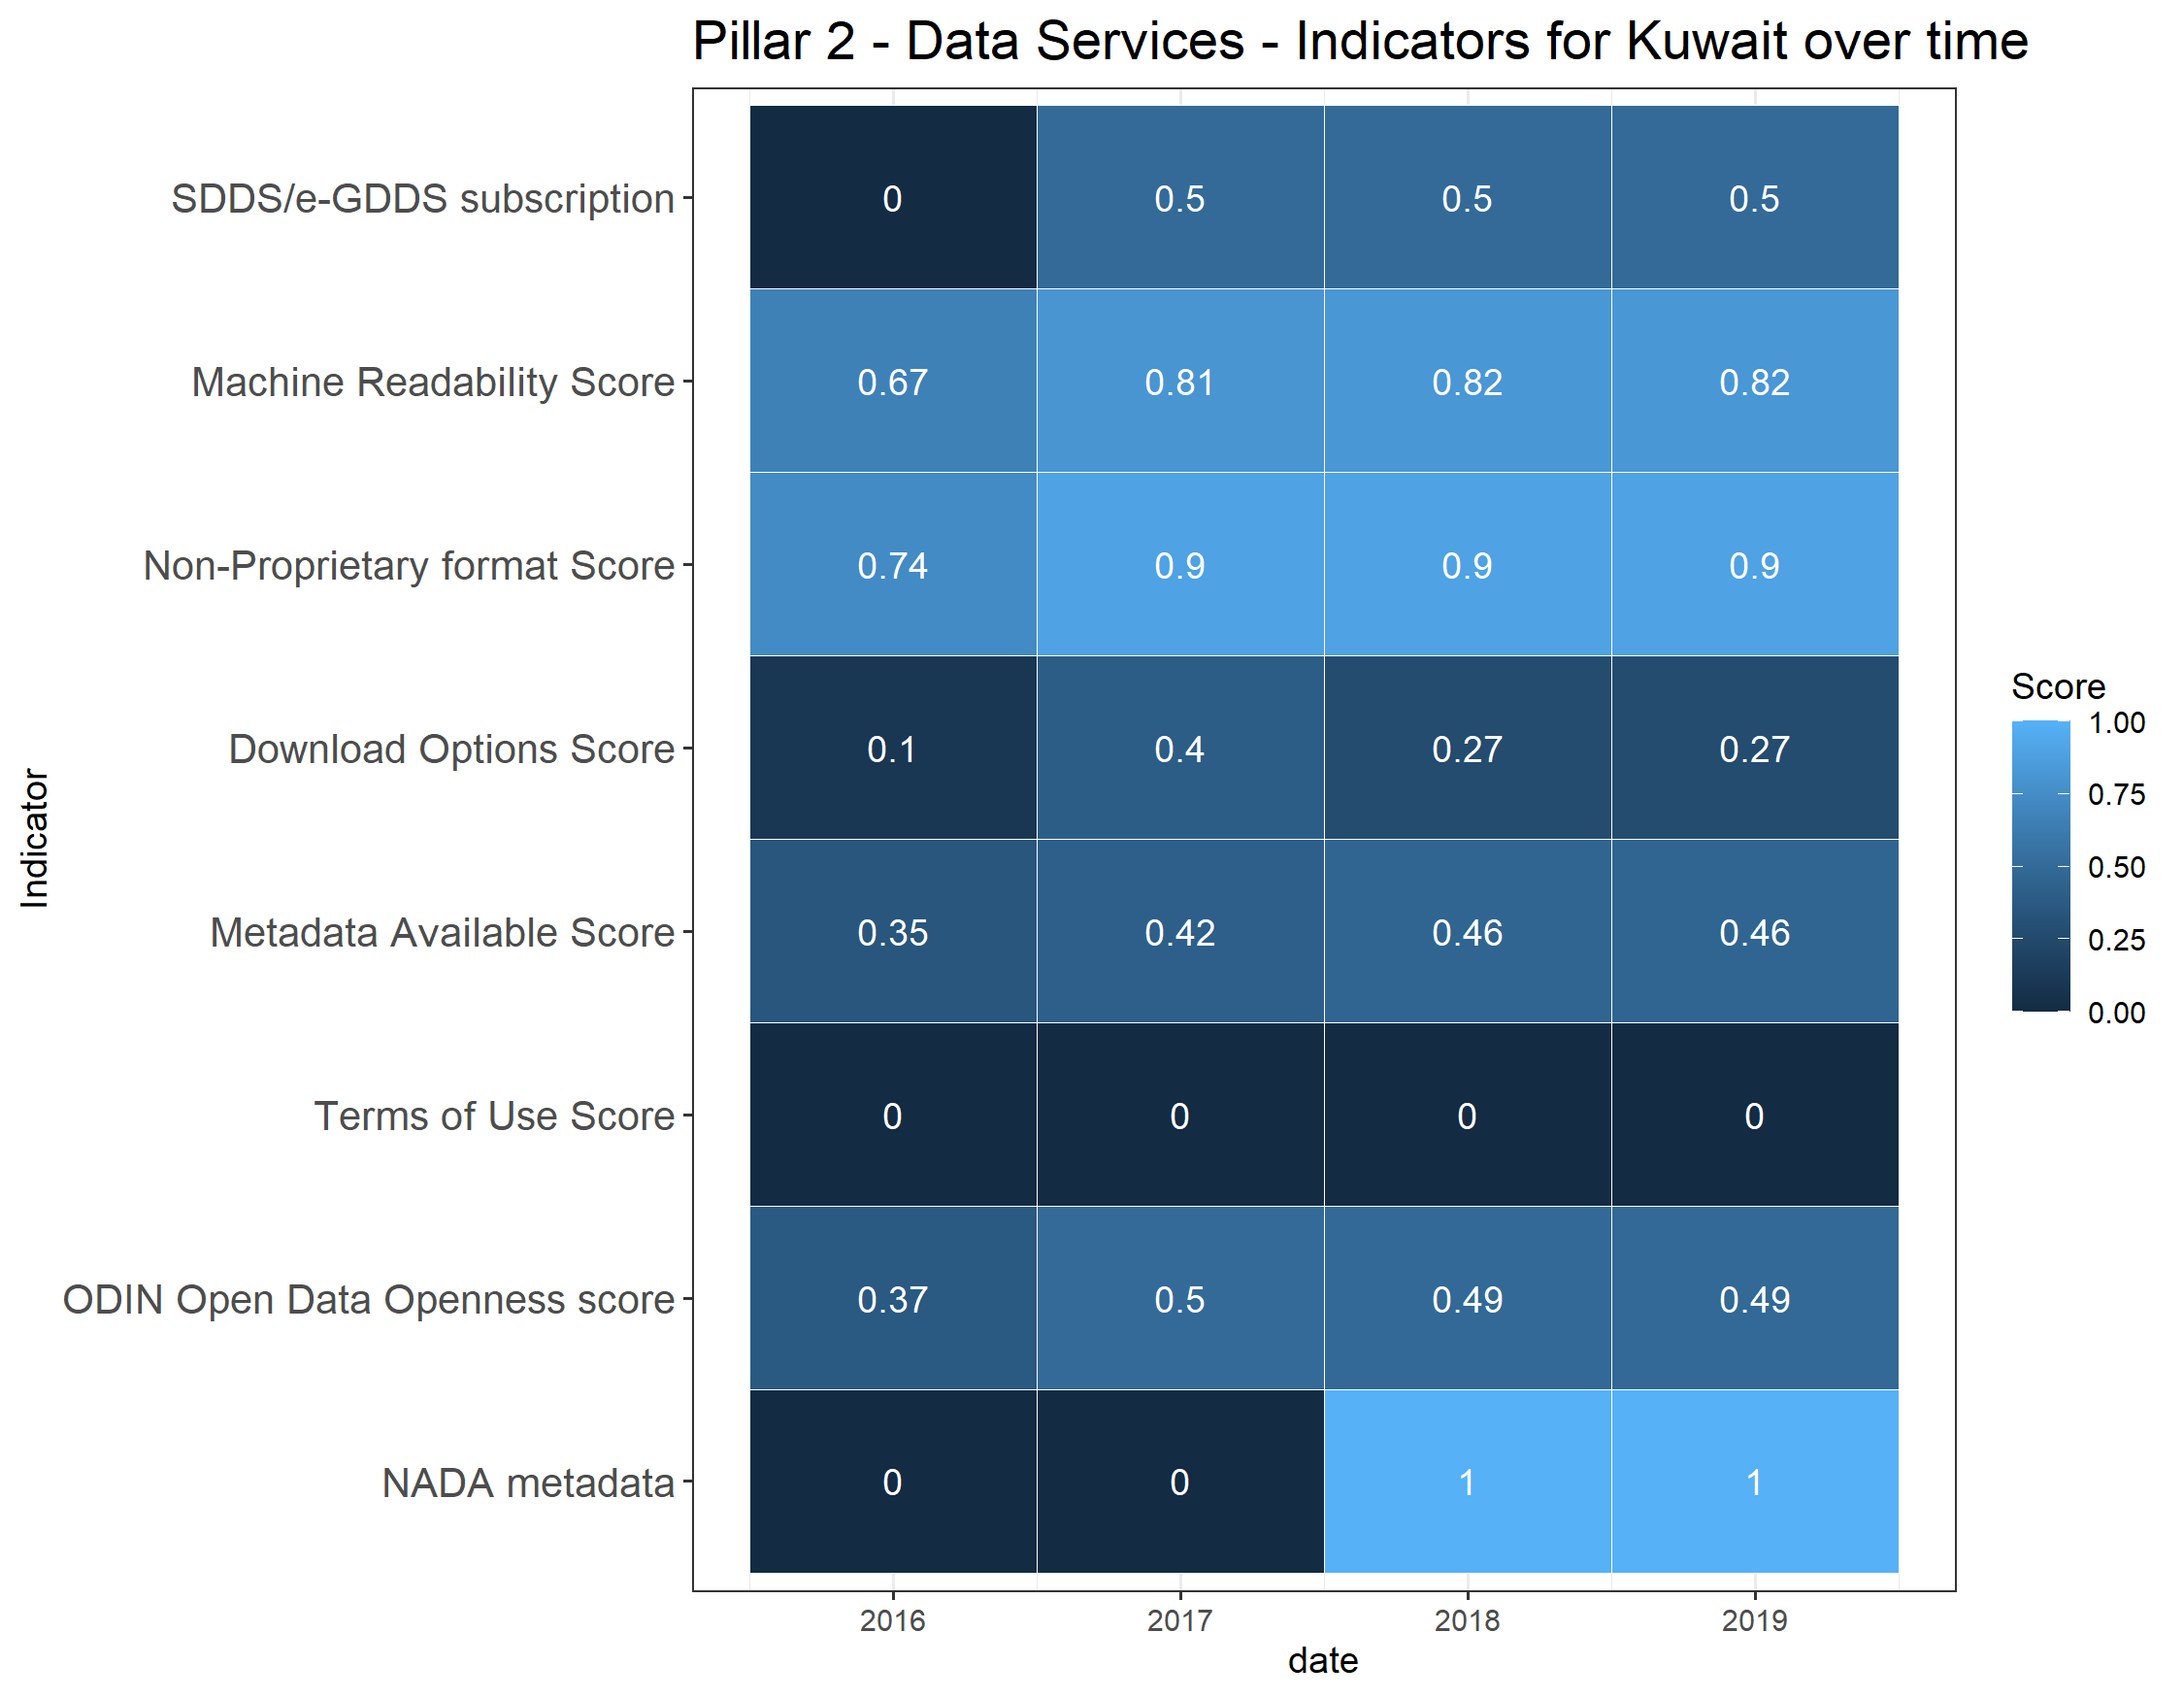 Pillar 2 - Data Services - Indicators for Kuwait over time
Indicator
SDDS/e-GDDS subscription 0 0.5 0.5 0.5
Machine Readability Score 0.67 0.81 0.82 0.82
Non-Proprietary format Score 0.74 0.9 0.9 0.9
Download Options Score 0.1 0.4 0.27 0.27
Metadata Available Score 0.35 0.42 0.46 0.46
Terms of Use Score 0 0 0 0
ODIN Open Data Openness score 0.37 0.5 0.49 0.49
NADA metadata 0 0 1 1
2016 2017 2018 2019
date
Score
1.00
0.75
0.50
0.25
0.00